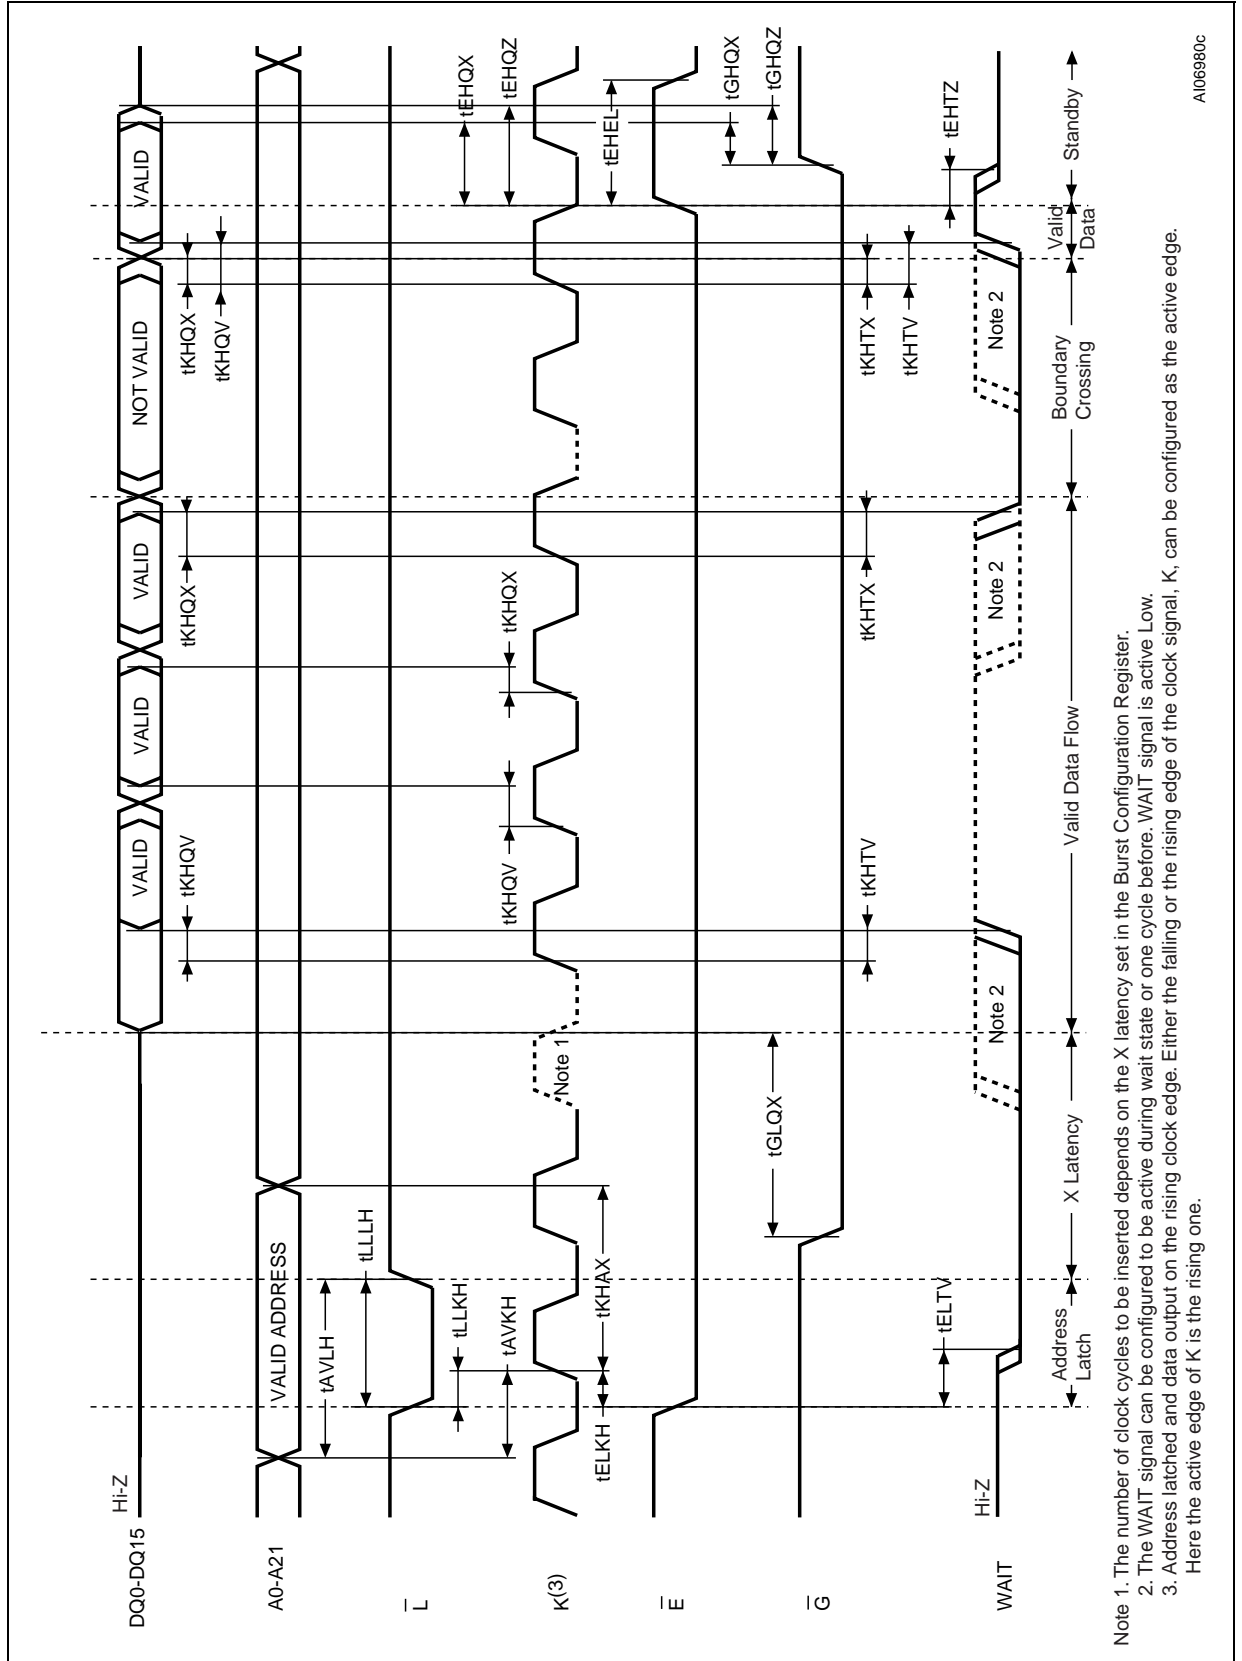 DQ0-DQ15
Hi-Z
VALID
VALID
VALID
NOT VALID
VALID
tKHQV
tKHQX
tKHQX
tKHQV
A0-A21
VALID ADDRESS
tAVLH
L
tLLLH
tLLKH
tAVKH
tKHQV
tKHQX
tEHQX
tEHQZ
K(3)
Note 1
tELKH
tKHAX
tEHEL
E
tGHQX
tGHQZ
G
tGLQX
tKHTV
tKHTX
tKHTX
tKHTV
tELTV
tEHTZ
WAIT
Hi-Z
Note 2
Note 2
Note 2
Address
Latch
X Latency
Valid Data Flow
Boundary
Crossing
Valid
Data
Standby
Note 1. The number of clock cycles to be inserted depends on the X latency set in the Burst Configuration Register.
2. The WAIT signal can be configured to be active during wait state or one cycle before. WAIT signal is active Low.
3. Address latched and data output on the rising clock edge. Either the falling or the rising edge of the clock signal, K, can be configured as the active edge.
Here the active edge of K is the rising one.
AI06980c